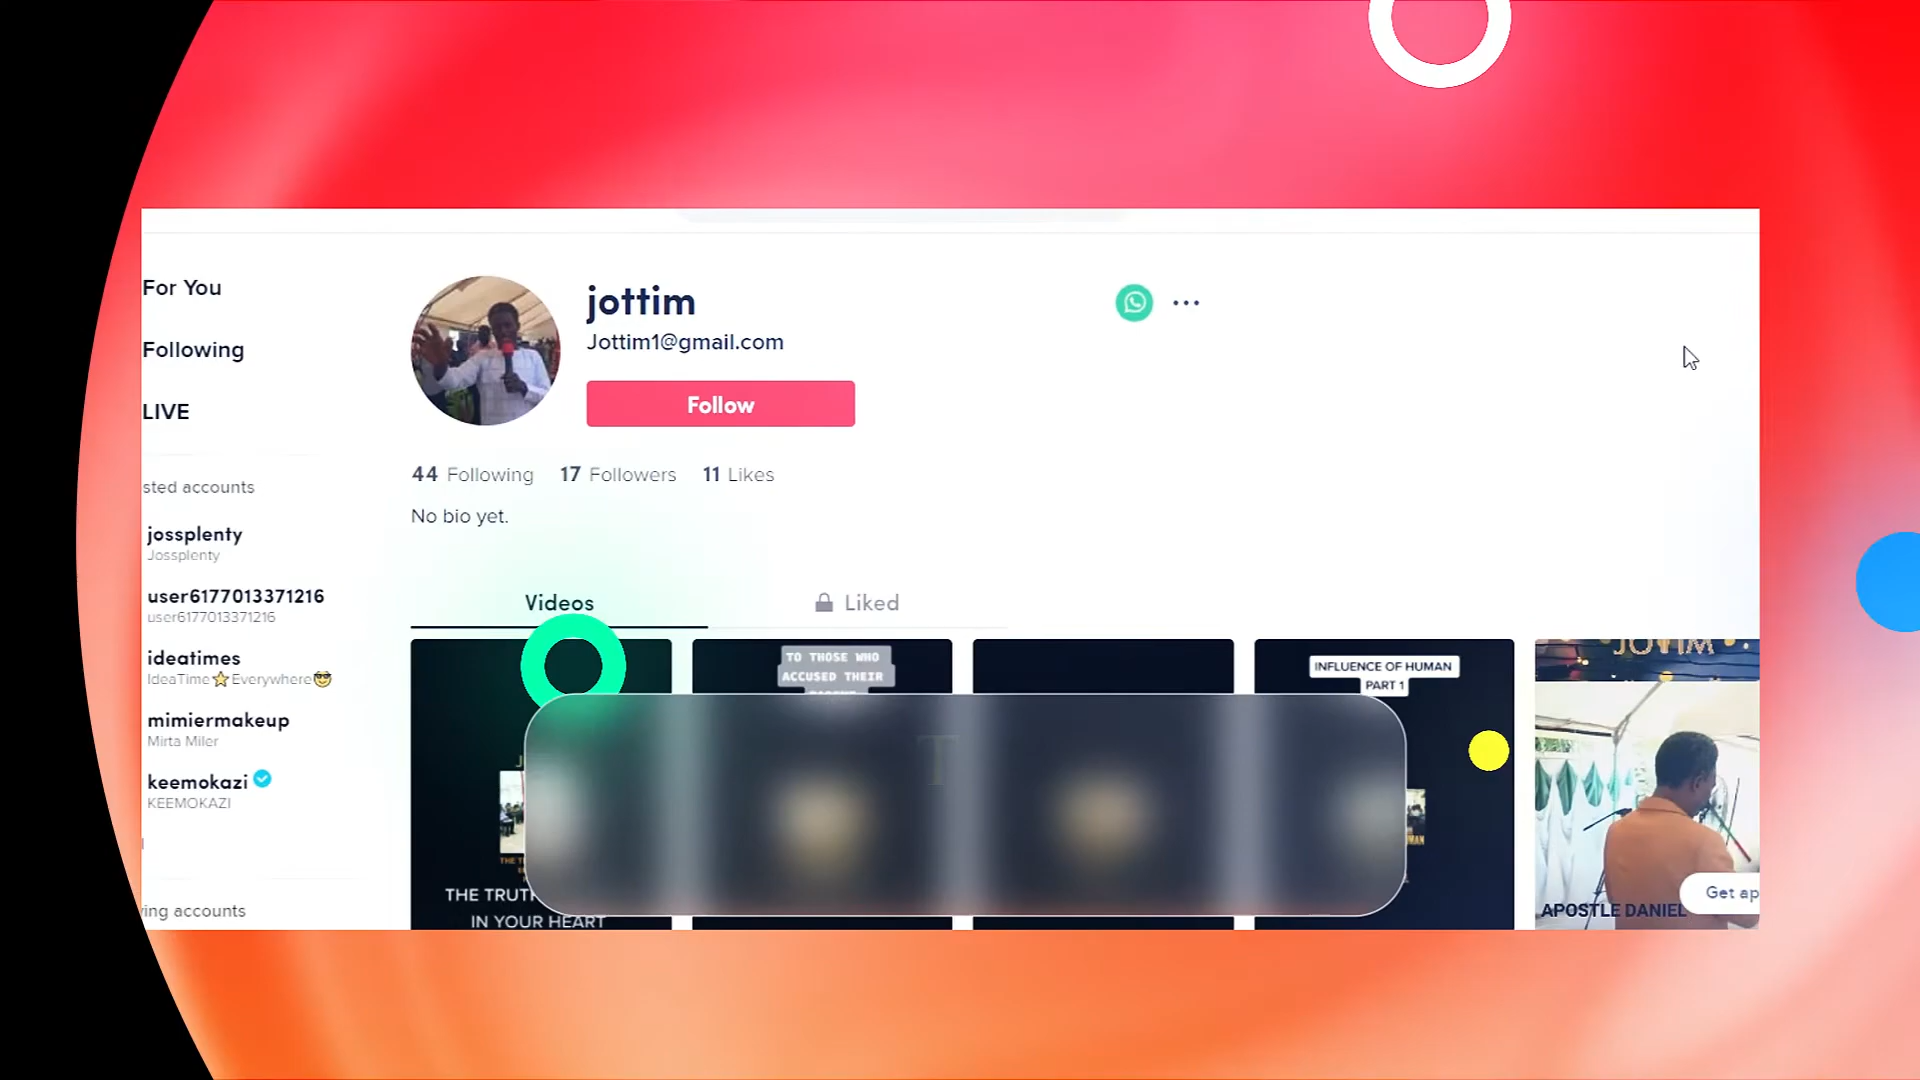 For You
Following
LIVE
sted accounts
jossplenty
Jossplenty
user6177013371216
user6177013371216
ideatimes
IdeaTime⭐Everywhere😎
mimiermakeup
Mirta Miler
keemokazi
KEEMOKAZI
ing accounts
jottim
Jottim1@gmail.com
Follow
44 Following 17 Followers 11 Likes
No bio yet.
Videos
Liked
THE TRUTH
IN YOUR HEART
TO THOSE WHO
ACCUSED THEIR
INFLUENCE OF HUMAN
PART 1
APOSTLE DANIEL
Get ap